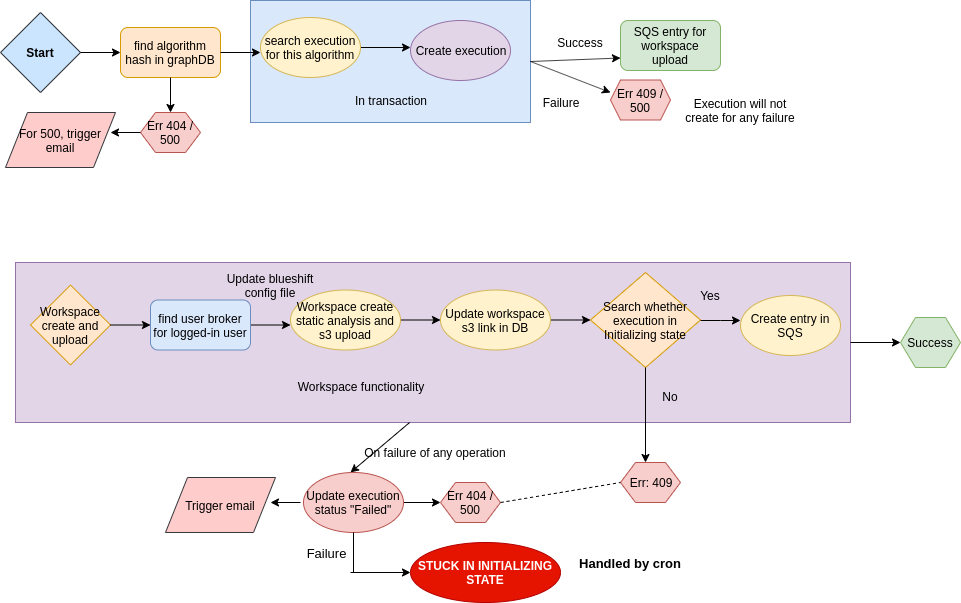 Start
find algorithm
hash in graphDB
search execution
for this algorithm
Create execution
In transaction
Success
SQS entry for
workspace
upload
Failure
Err 409 /
500
Execution will not
create for any failure
For 500, trigger
email
Err 404 /
500
Workspace
create and
upload
find user broker
for logged-in user
Update blueshift
config file
Workspace create
static analysis and
s3 upload
Update workspace
s3 link in DB
Search whether
execution in
Initializing state
Yes
Create entry in
SQS
Success
Workspace functionality
No
On failure of any operation
Trigger email
Update execution
status "Failed"
Err 404 /
500
Err: 409
Failure
STUCK IN INITIALIZING
STATE
Handled by cron